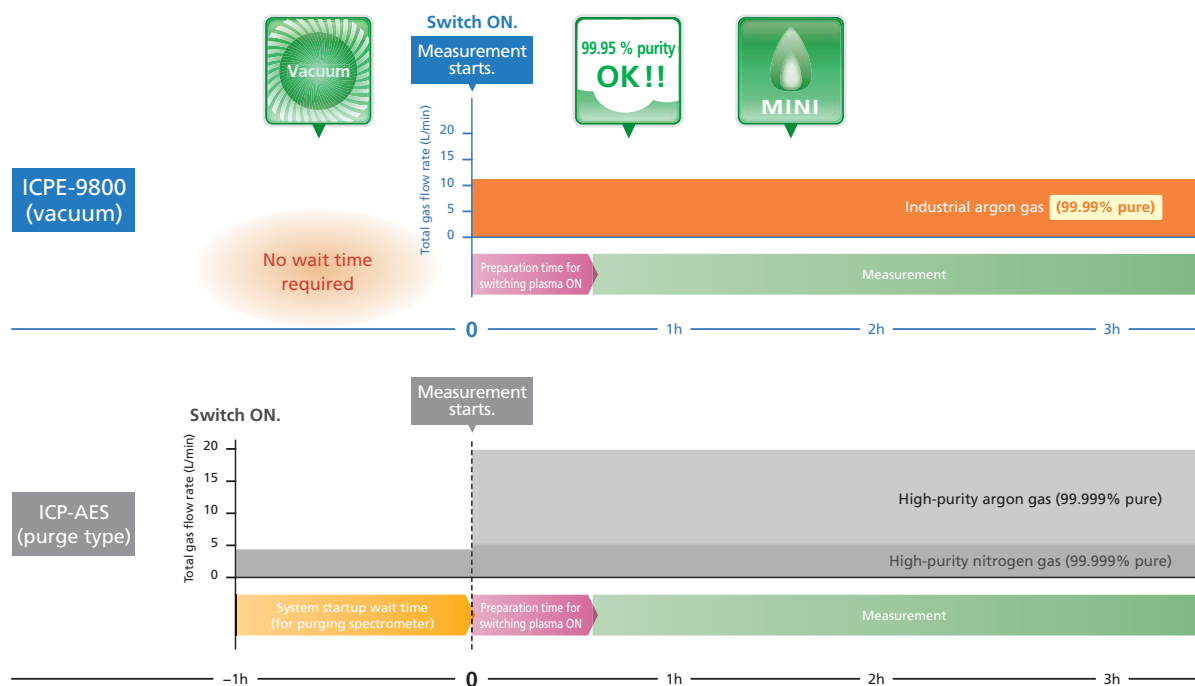 Vacuum
Switch ON.
Measurement
starts.
99.95 % purity
OK!!
MINI
ICPE-9800
(vacuum)
Total gas flow rate (L/min)
20
15
10
5
0
Industrial argon gas (99.99% pure)
No wait time
required
Preparation time for
switching plasma ON
Measurement
0 1h 2h 3h
Measurement
starts.
Switch ON.
ICP-AES
(purge type)
Total gas flow rate (L/min)
20
15
10
5
0
High-purity argon gas (99.999% pure)
High-purity nitrogen gas (99.999% pure)
System startup wait time
(for purging spectrometer)
Preparation time for
switching plasma ON
Measurement
–1h 0 1h 2h 3h